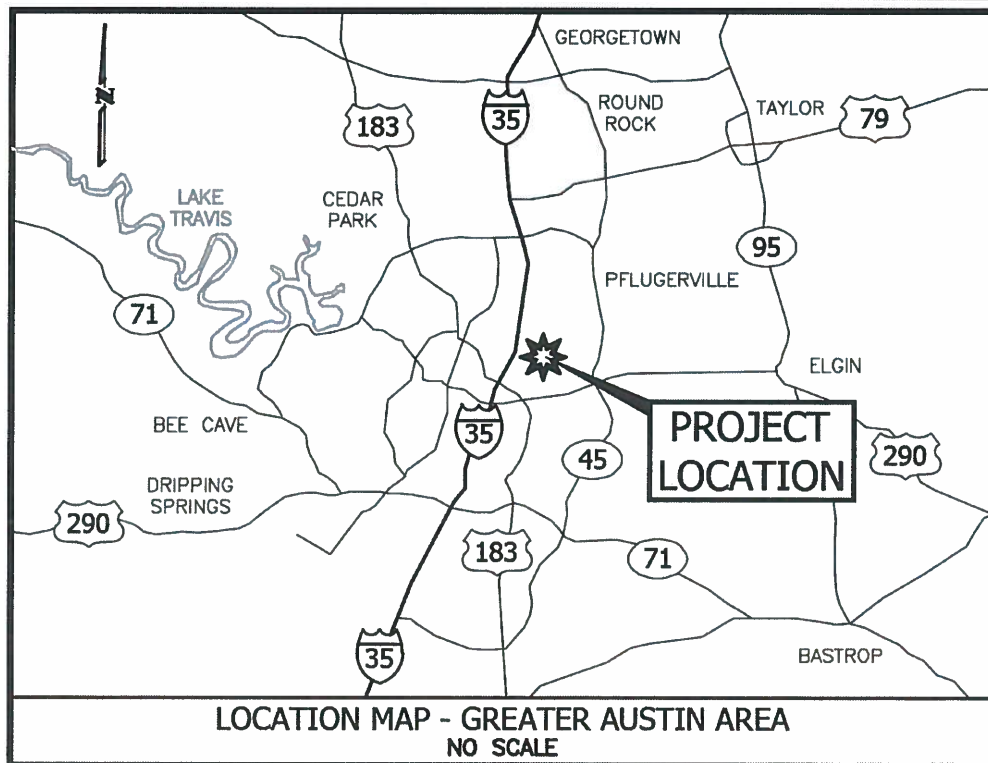 GEORGETOWN
N
183
35
ROUND
ROCK
TAYLOR
79
LAKE
TRAVIS
CEDAR
PARK
95
PFLUGERVILLE
71
ELGIN
BEE CAVE
35
PROJECT
LOCATION
45
290
DRIPPING
SPRINGS
290
183
71
35
BASTROP
LOCATION MAP - GREATER AUSTIN AREA
NO SCALE